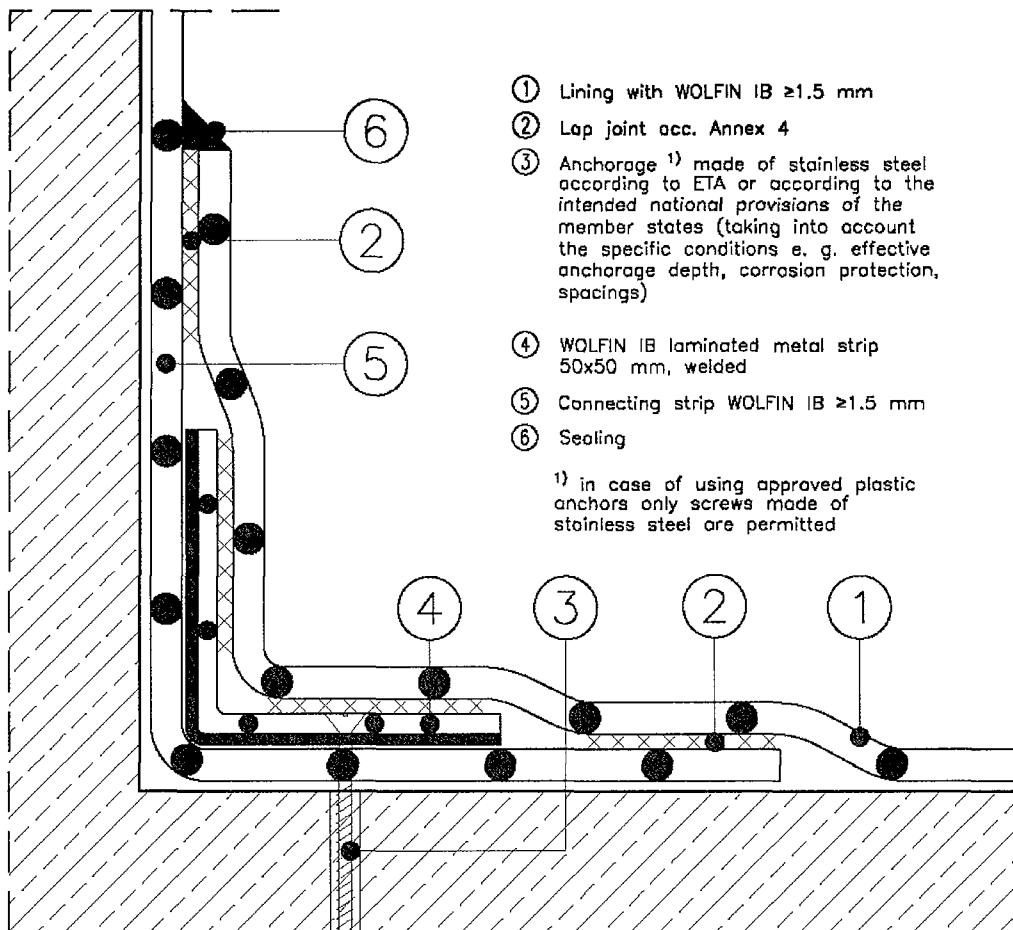 ① Lining with WOLFIN IB ≥1.5 mm
② Lap joint acc. Annex 4
③ Anchorage ¹⁾ made of stainless steel
according to ETA or according to the
intended national provisions of the
member states (taking into account
the specific conditions e. g. effective
anchorage depth, corrosion protection,
spacings)
④ WOLFIN IB laminated metal strip
50x50 mm, welded
⑤ Connecting strip WOLFIN IB ≥1.5 mm
⑥ Sealing
¹⁾ in case of using approved plastic
anchors only screws made of
stainless steel are permitted
6
2
5
4 3 2 1